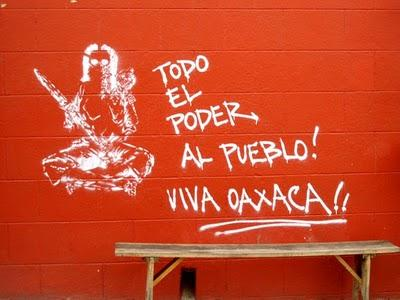 TODO
EL
PODER
AL PUEBLO!
VIVA OAXACA!!